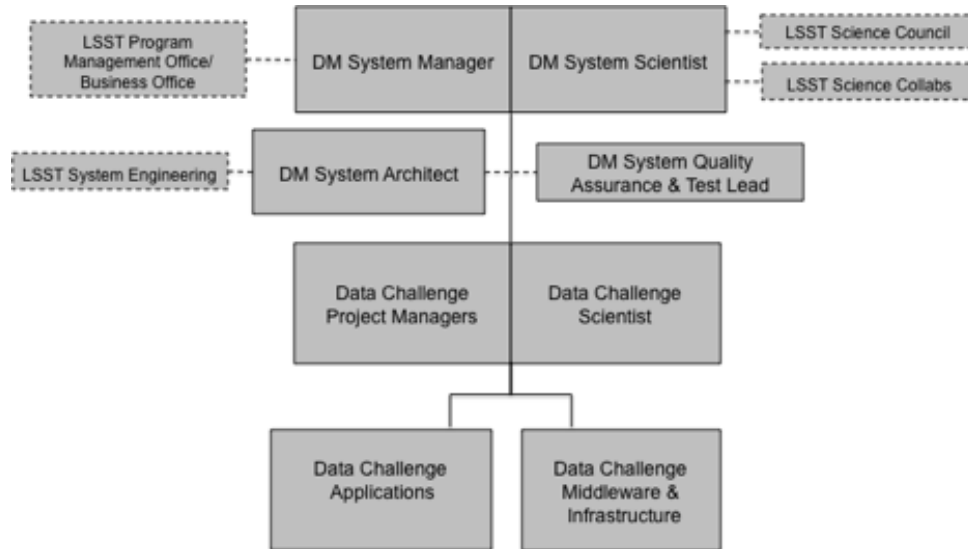 LSST Program
Management Office/
Business Office
DM System Manager
DM System Scientist
LSST Science Council
LSST Science Collabs
LSST System Engineering
DM System Architect
DM System Quality
Assurance & Test Lead
Data Challenge
Project Managers
Data Challenge
Scientist
Data Challenge
Applications
Data Challenge
Middleware &
Infrastructure